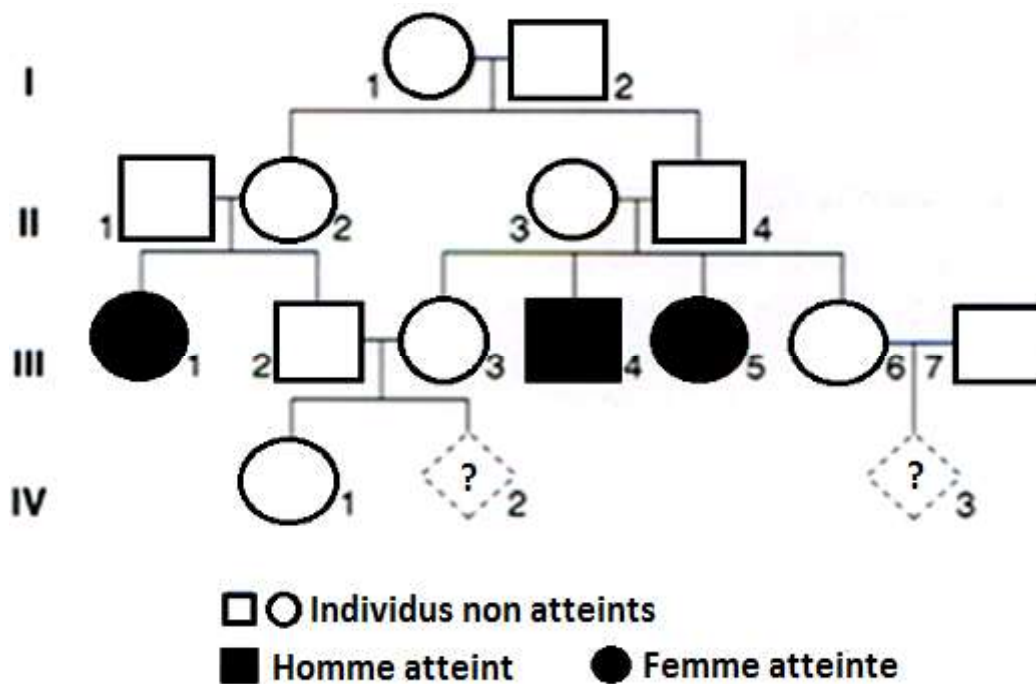 I
1 2
II
1 2 3 4
III
1 2 3 4 5 6 7
IV
1 ? 2 ? 3
Individus non atteints
Homme atteint Femme atteinte